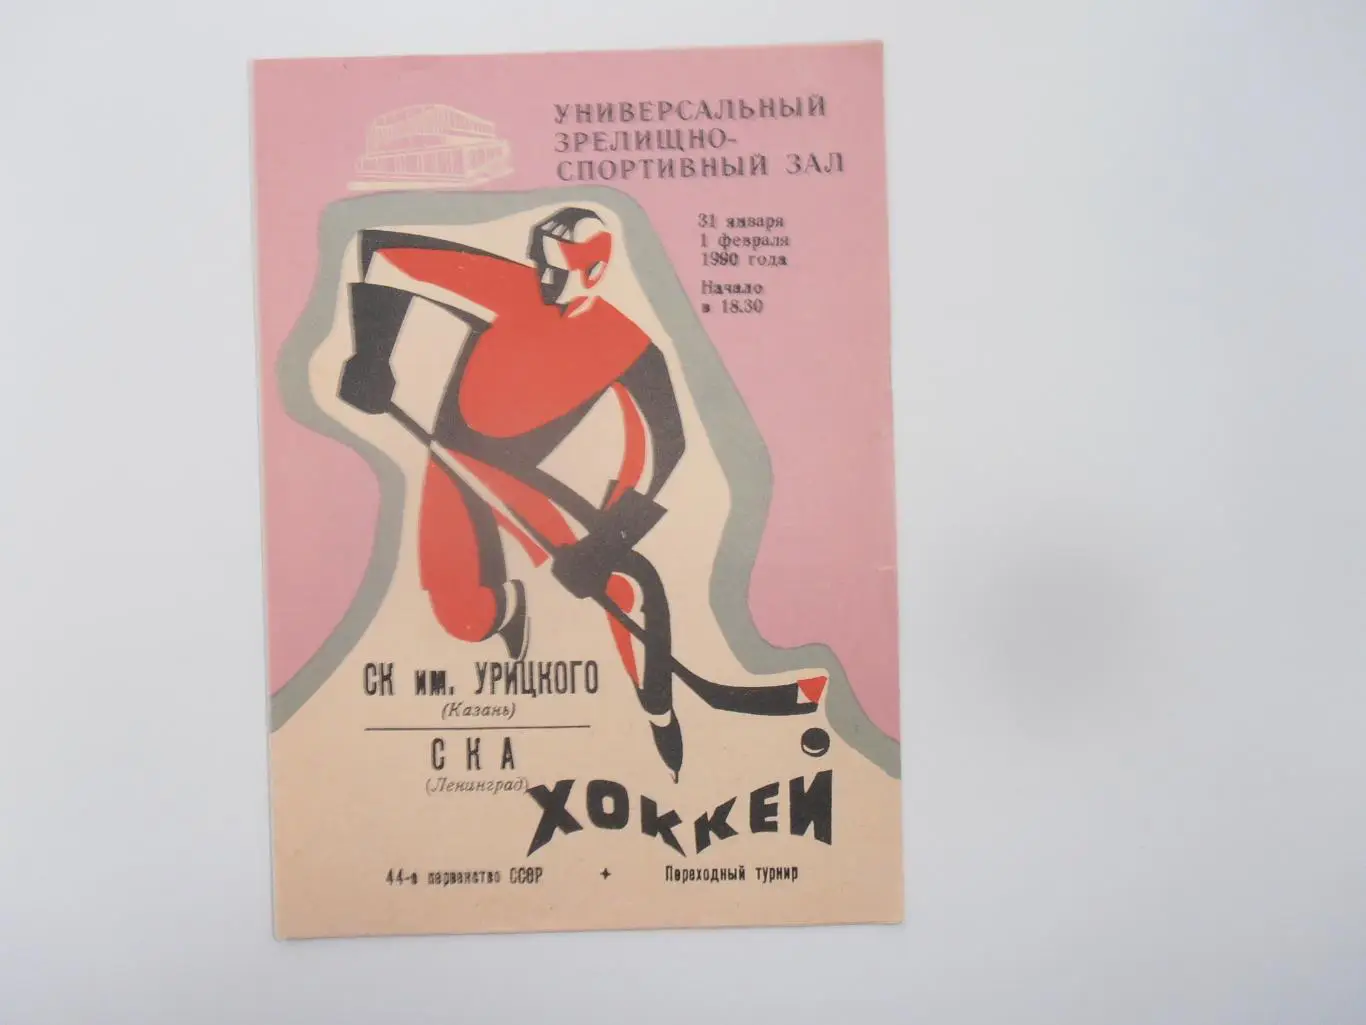 УНИВЕРСАЛЬНЫЙ
ЗРЕЛИЩНО-
СПОРТИВНЫЙ ЗАЛ
31 января
1 февраля
1990 года
Начало
в 18.30
СК им. УРИЦКОГО
(Казань)
СКА
(Ленинград)
ХОККЕЙ
44-е первенство СССР + Переходный турнир